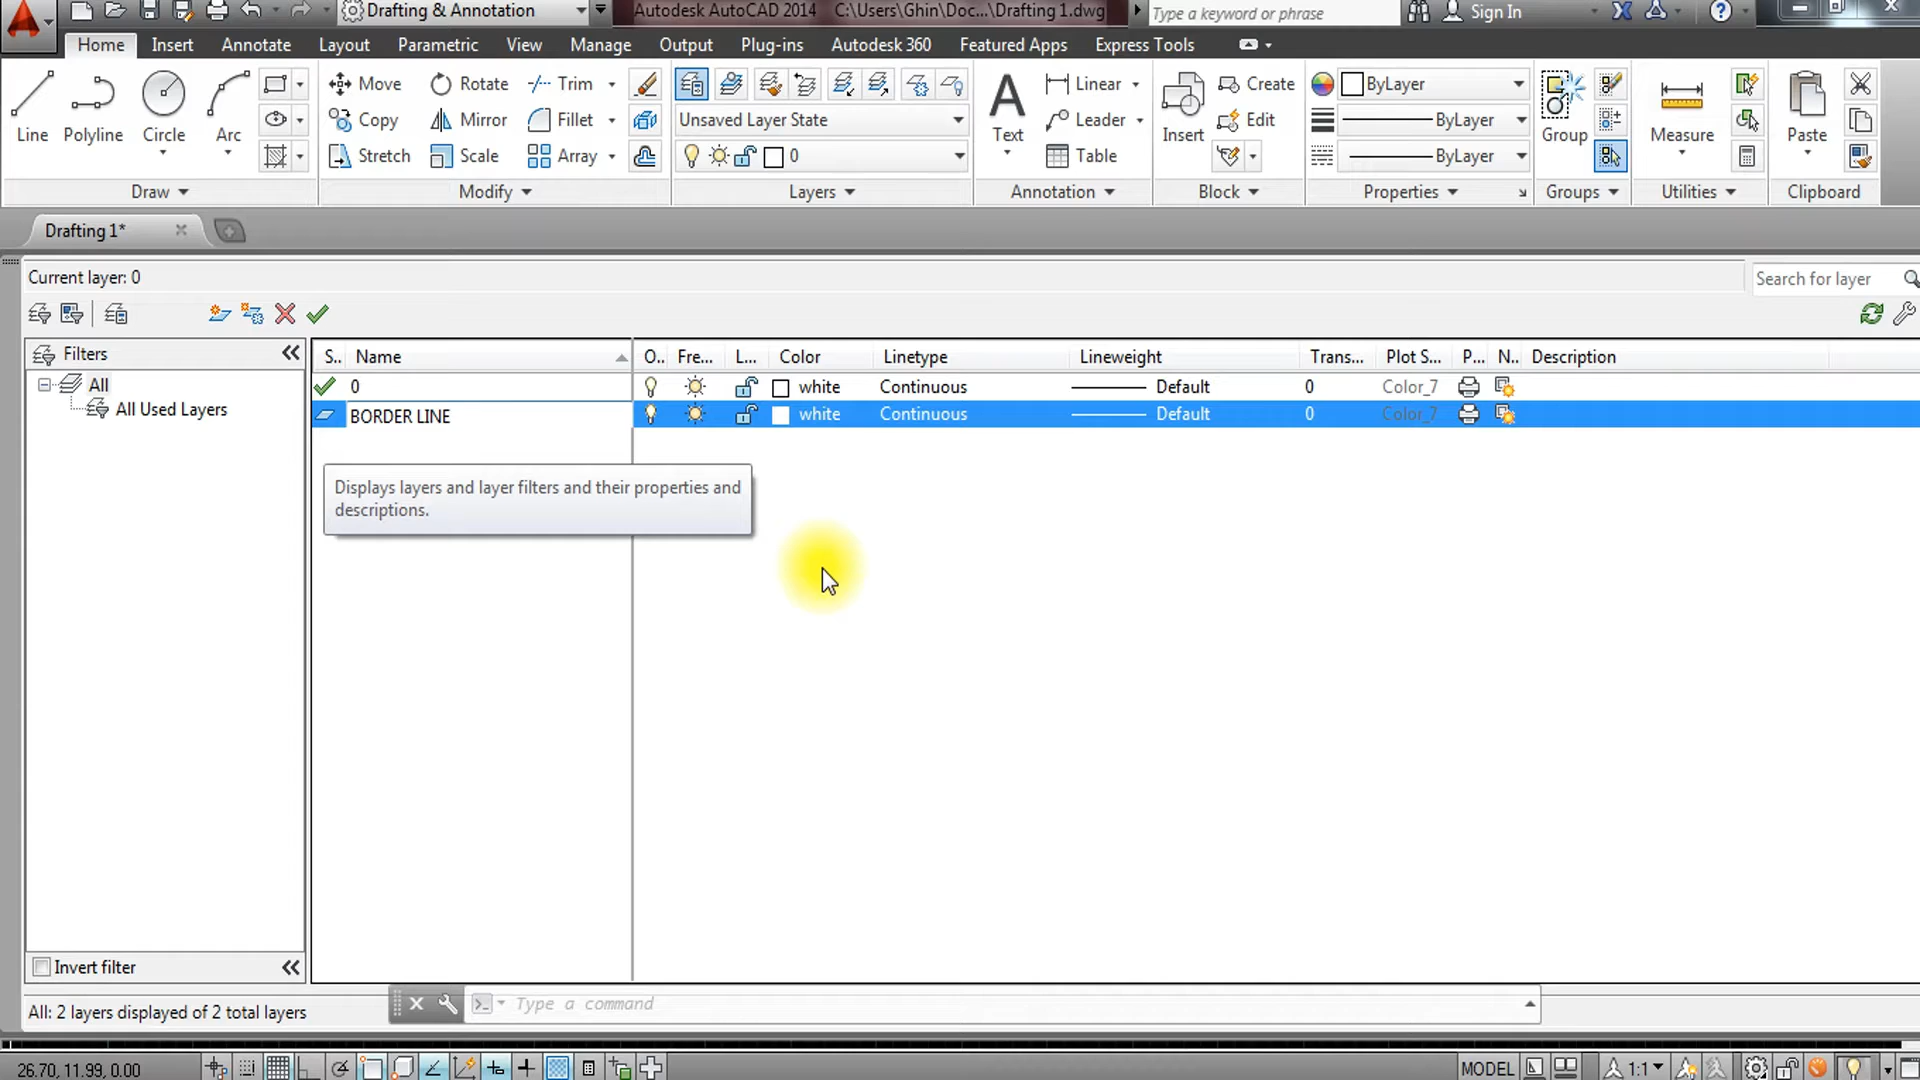 Drafting & Annotation
Autodesk AutoCAD 2014 C:\Users\Ghin\Doc...\Drafting 1.dwg
Type a keyword or phrase
Sign In
Home Insert Annotate Layout Parametric View Manage Output Plug-ins Autodesk 360 Featured Apps Express Tools
Line Polyline Circle Arc
Move Rotate Trim
Copy Mirror Fillet
Stretch Scale Array
Unsaved Layer State
0
Text
Linear
Leader
Table
Insert
Create
Edit
ByLayer
ByLayer
ByLayer
Group
Measure
Paste
Draw Modify Layers Annotation Block Properties Groups Utilities Clipboard
Drafting 1*
Current layer: 0
Search for layer
Filters
All
All Used Layers
S.. Name O.. Fre... L... Color Linetype Lineweight Trans... Plot S... P... N.. Description
0 white Continuous Default 0 Color_7
BORDER LINE white Continuous Default 0 Color_7
Displays layers and layer filters and their properties and
descriptions.
Invert filter
All: 2 layers displayed of 2 total layers
Type a command
26.70, 11.99, 0.00
MODEL
1:1